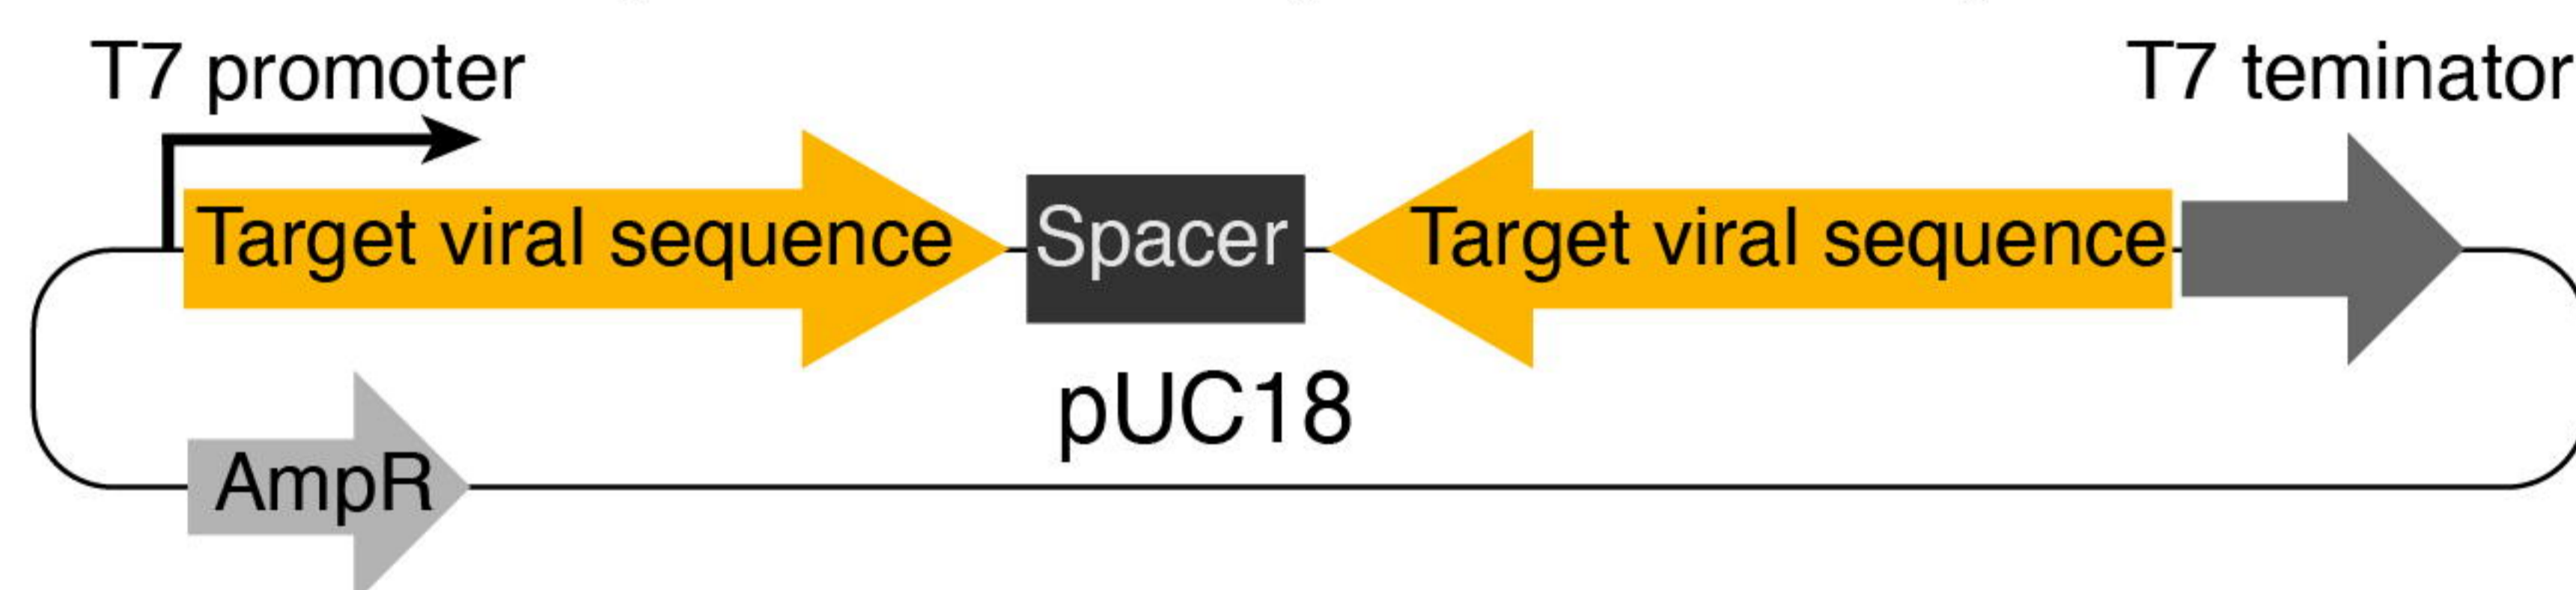 T7 promoter
T7 teminator
Target viral sequence
Spacer
Target viral sequence
pUC18
AmpR